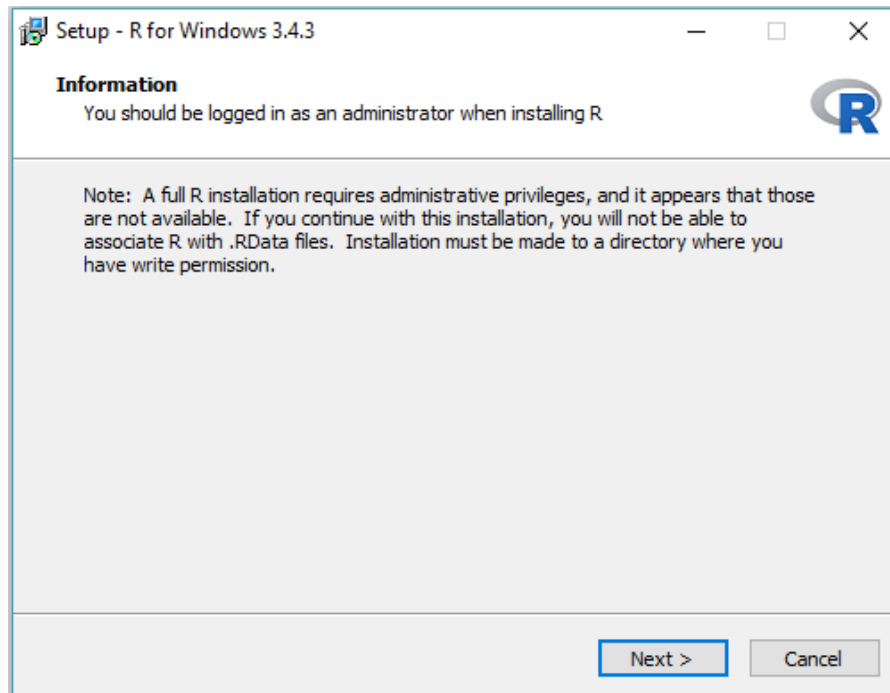 Setup - R for Windows 3.4.3
Information
You should be logged in as an administrator when installing R
R
Note:  A full R installation requires administrative privileges, and it appears that those
are not available.  If you continue with this installation, you will not be able to
associate R with .RData files.  Installation must be made to a directory where you
have write permission.
Next >
Cancel